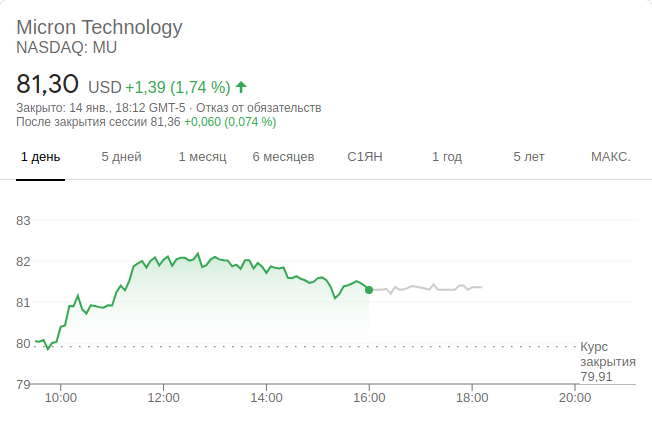 Micron Technology
NASDAQ: MU
81,30 USD +1,39 (1,74 %)
Закрыто: 14 янв., 18:12 GMT-5 · Отказ от обязательств
После закрытия сессии 81,36 +0,060 (0,074 %)
1 день 5 дней 1 месяц 6 месяцев С1ЯН 1 год 5 лет МАКС.
83
82
81
80
Курс
закрытия
79,91
79
10:00 12:00 14:00 16:00 18:00 20:00